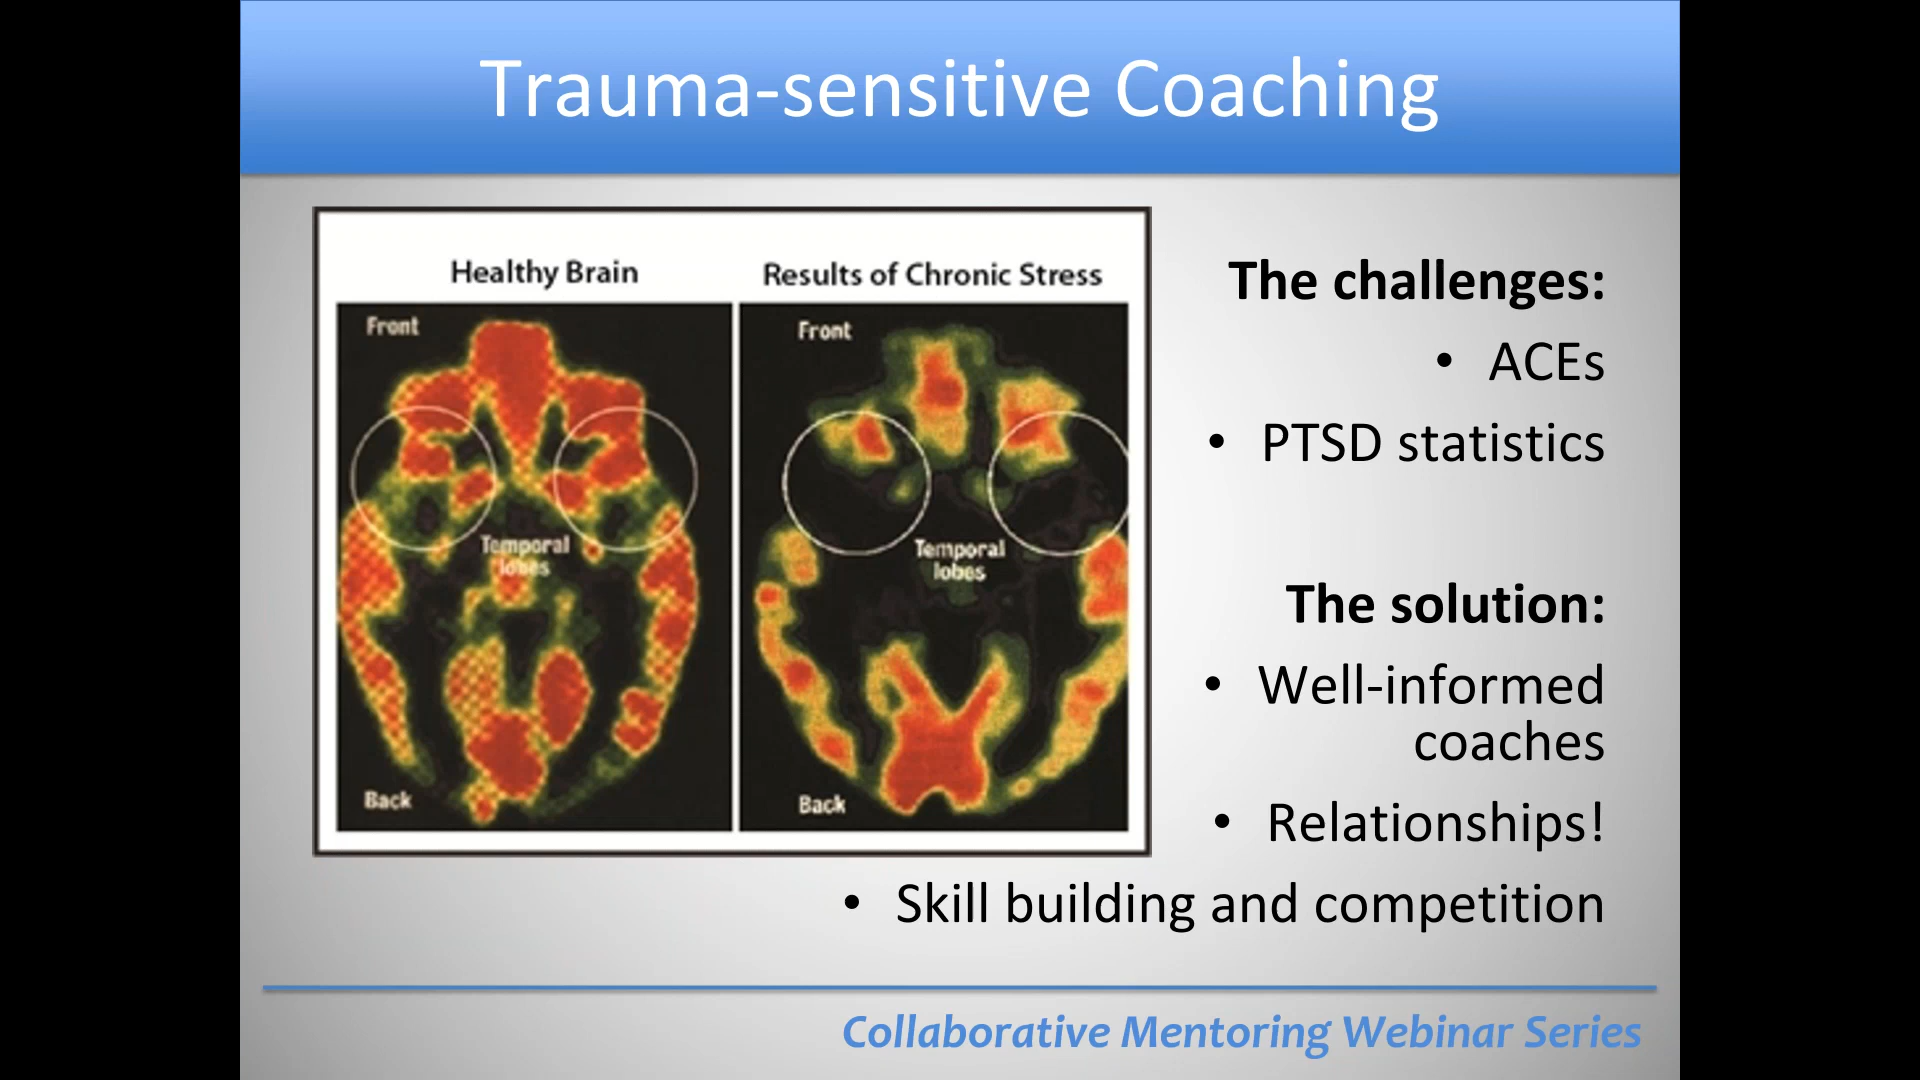 Trauma-sensitive Coaching
Healthy Brain
Results of Chronic Stress
Front
Temporal
lobes
Back
Front
Temporal
lobes
Back
The challenges:
• ACEs
• PTSD statistics
The solution:
• Well-informed
coaches
• Relationships!
• Skill building and competition
Collaborative Mentoring Webinar Series